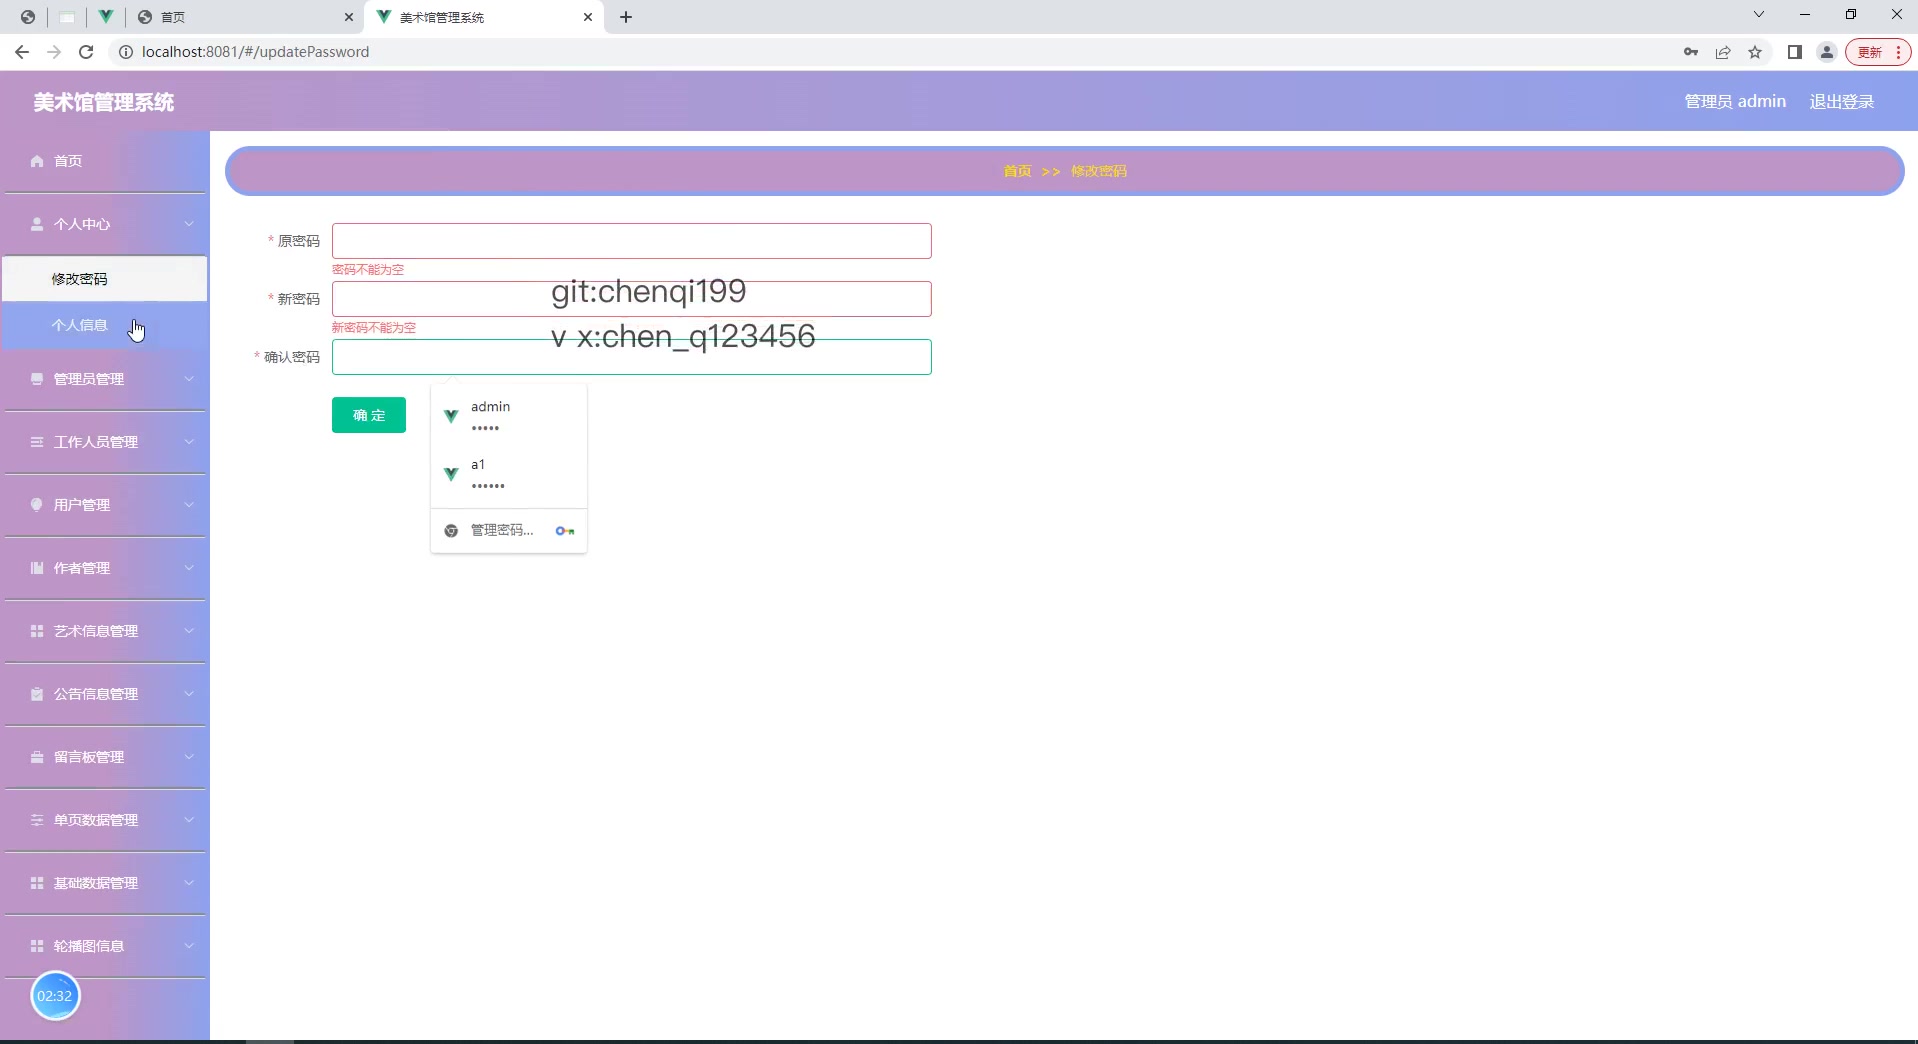 首页
美术馆管理系统
localhost:8081/#/updatePassword
更新
美术馆管理系统
管理员 admin
退出登录
首页
个人中心
修改密码
个人信息
管理员管理
工作人员管理
用户管理
作者管理
艺术信息管理
公告信息管理
留言板管理
单页数据管理
基础数据管理
轮播图信息
02:32
首页 >> 修改密码
* 原密码
密码不能为空
* 新密码
新密码不能为空
* 确认密码
git:chenqi199
v x:chen_q123456
确 定
admin
•••••
a1
••••••
管理密码...